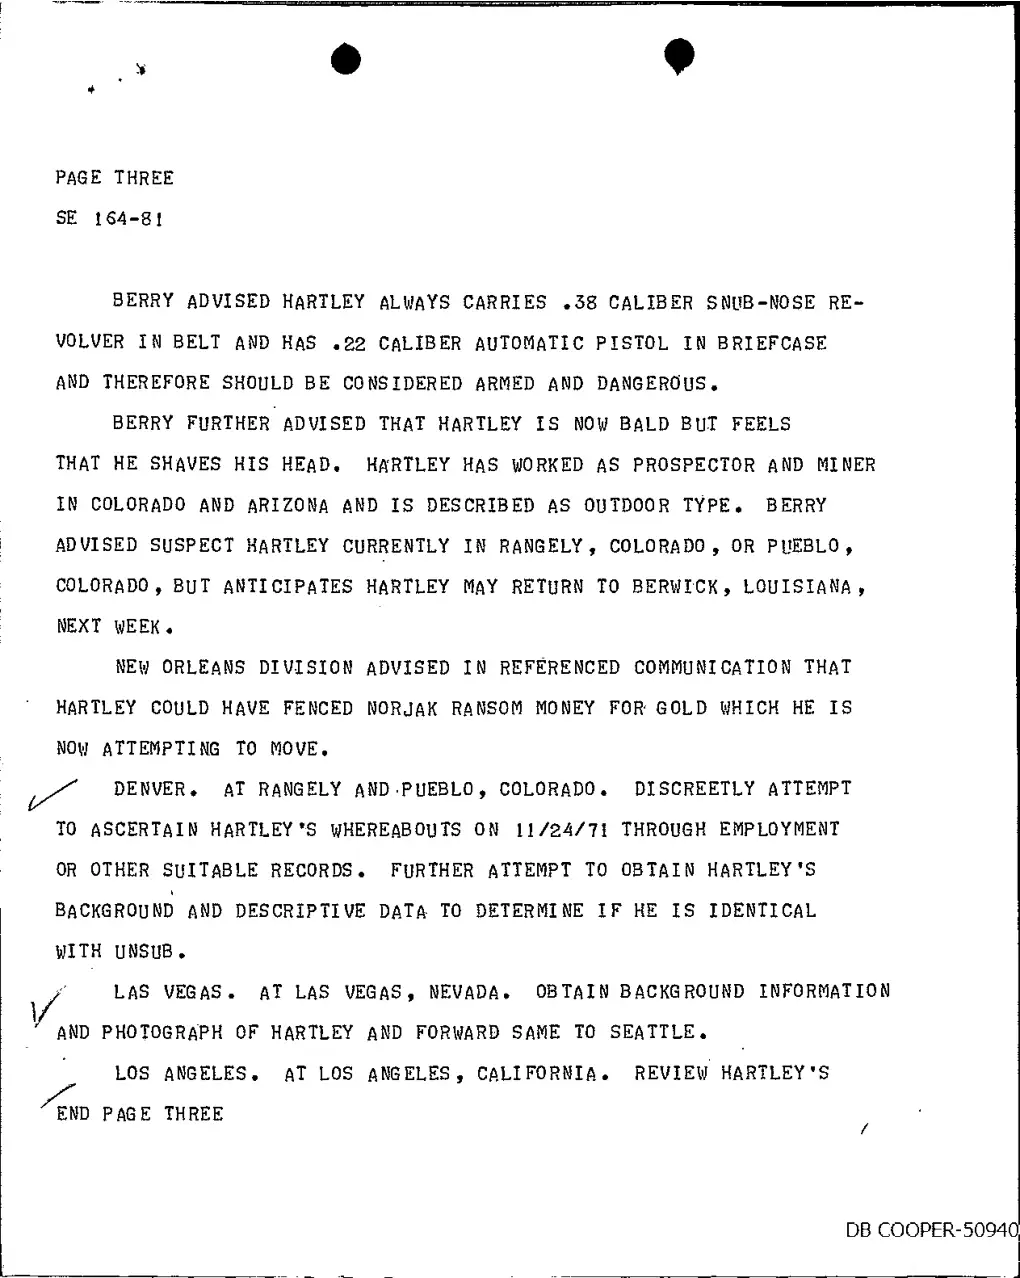 PAGE THREE
SE 164-81
BERRY ADVISED HARTLEY ALWAYS CARRIES .38 CALIBER SNUB-NOSE RE-
VOLVER IN BELT AND HAS .22 CALIBER AUTOMATIC PISTOL IN BRIEFCASE
AND THEREFORE SHOULD BE CONSIDERED ARMED AND DANGEROUS.
BERRY FURTHER ADVISED THAT HARTLEY IS NOW BALD BUT FEELS
THAT HE SHAVES HIS HEAD. HARTLEY HAS WORKED AS PROSPECTOR AND MINER
IN COLORADO AND ARIZONA AND IS DESCRIBED AS OUTDOOR TYPE. BERRY
ADVISED SUSPECT HARTLEY CURRENTLY IN RANGELY, COLORADO, OR PUEBLO,
COLORADO, BUT ANTICIPATES HARTLEY MAY RETURN TO BERWICK, LOUISIANA,
NEXT WEEK.
NEW ORLEANS DIVISION ADVISED IN REFERENCED COMMUNICATION THAT
HARTLEY COULD HAVE FENCED NORJAK RANSOM MONEY FOR GOLD WHICH HE IS
NOW ATTEMPTING TO MOVE.
DENVER. AT RANGELY AND PUEBLO, COLORADO. DISCREETLY ATTEMPT
TO ASCERTAIN HARTLEY'S WHEREABOUTS ON 11/24/71 THROUGH EMPLOYMENT
OR OTHER SUITABLE RECORDS. FURTHER ATTEMPT TO OBTAIN HARTLEY'S
BACKGROUND AND DESCRIPTIVE DATA TO DETERMINE IF HE IS IDENTICAL
WITH UNSUB.
LAS VEGAS. AT LAS VEGAS, NEVADA. OBTAIN BACKGROUND INFORMATION
AND PHOTOGRAPH OF HARTLEY AND FORWARD SAME TO SEATTLE.
LOS ANGELES. AT LOS ANGELES, CALIFORNIA. REVIEW HARTLEY'S
END PAGE THREE
DB COOPER-50940